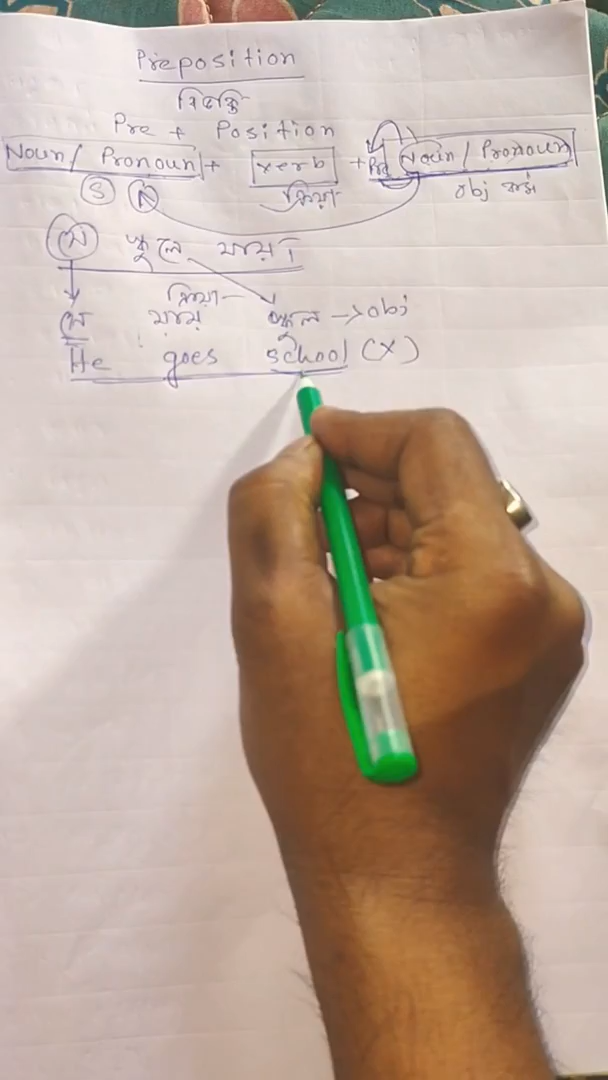 Preposition
বিভক্তি
Pre + Position
Noun / Pronoun + verb + Pre Noun / Pronoun
S N ক্রিয়া obj কর্ম
সে স্কুলে যায়।
ক্রিয়া
সে যায় স্কুল → obj
He goes school (X)